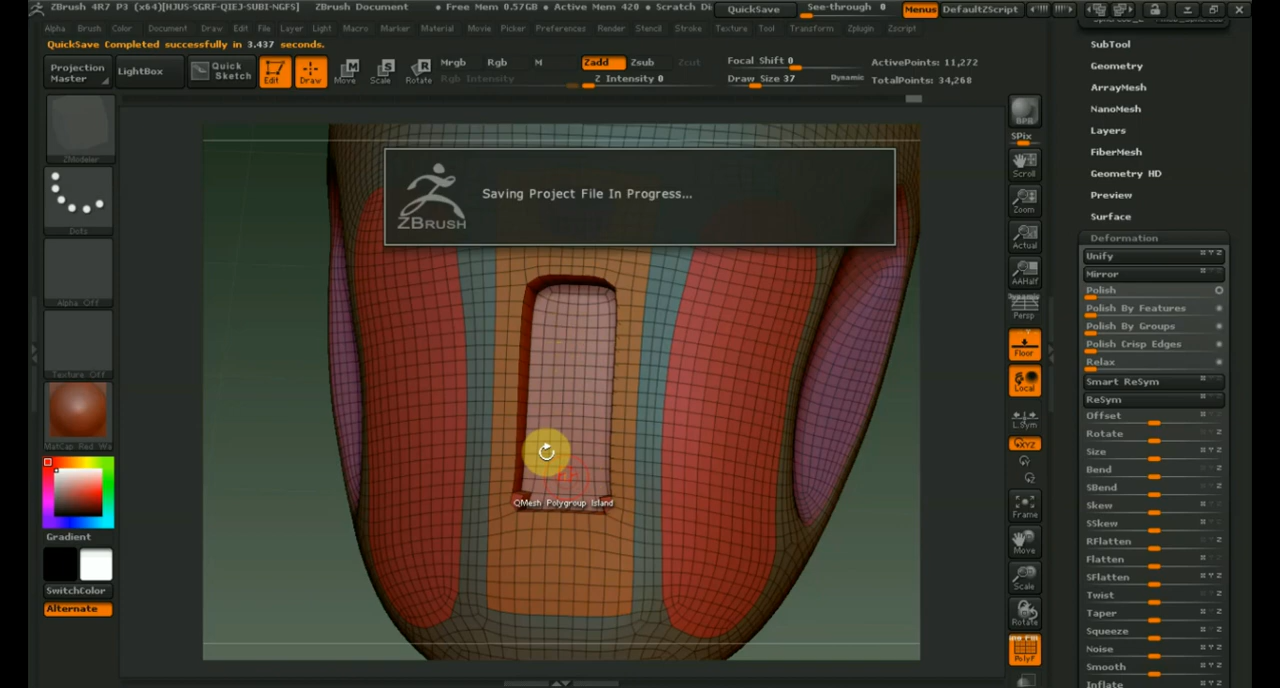 ZBrush 4R7 P3 (x64)[HJUS-SGRF-QIEJ-SUBI-NGFS] ZBrush Document • Free Mem 0.57GB • Active Mem 420 • Scratch Di QuickSave See-through 0 Menus DefaultZScript
Alpha Brush Color Document Draw Edit File Layer Light Macro Marker Material Movie Picker Preferences Render Stencil Stroke Texture Tool Transform Zplugin Zscript
QuickSave Completed successfully in 3.437 seconds.
Projection Master
LightBox
Quick Sketch
Edit
Draw
Move
Scale
Rotate
Mrgb Rgb M
Rgb Intensity
Zadd Zsub Zcut
Z Intensity 0
Focal Shift 0
Draw Size 37 Dynamic
ActivePoints: 11,272
TotalPoints: 34,268
ZModeler
Dots
Alpha Off
Texture Off
MatCap Red Wa
Gradient
SwitchColor
Alternate
Saving Project File In Progress...
ZBRUSH
QMesh Polygroup Island
BPR
SPix
Scroll
Zoom
Actual
AAHalf
Dynamic
Persp
Floor
Local
L.Sym
XYZ
Frame
Move
Scale
Rotate
PolyF
SubTool
Geometry
ArrayMesh
NanoMesh
Layers
FiberMesh
Geometry HD
Preview
Surface
Deformation
Unify
Mirror
Polish
Polish By Features
Polish By Groups
Polish Crisp Edges
Relax
Smart ReSym
ReSym
Offset
Rotate
Size
Bend
SBend
Skew
SSkew
RFlatten
Flatten
SFlatten
Twist
Taper
Squeeze
Noise
Smooth
Inflate